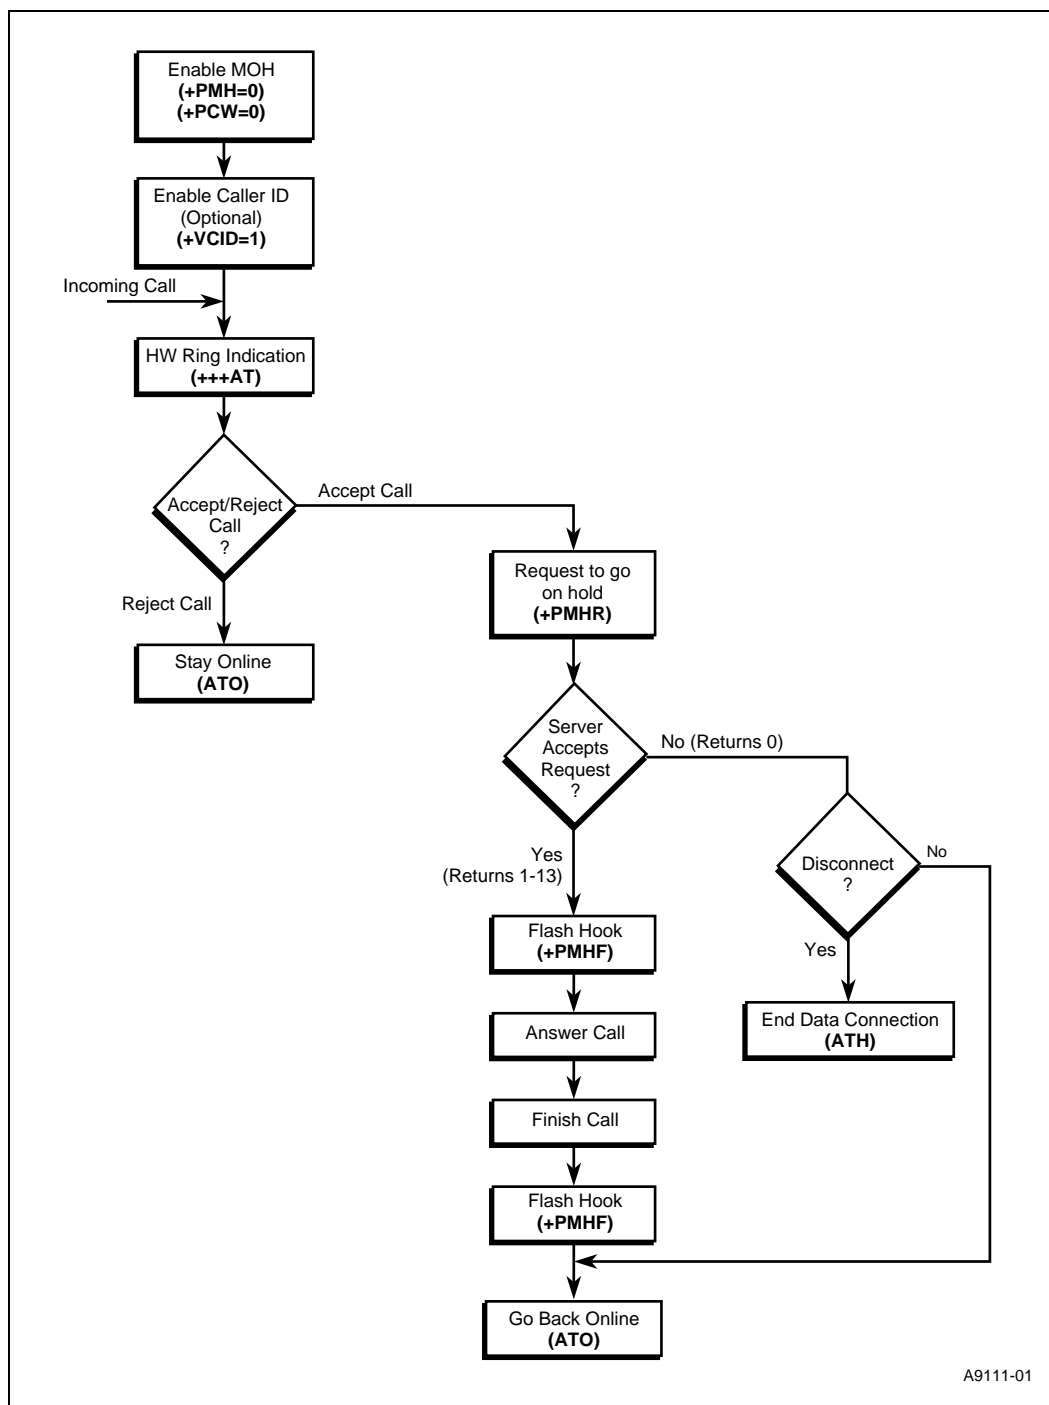 Enable MOH
(+PMH=0)
(+PCW=0)
Enable Caller ID
(Optional)
(+VCID=1)
Incoming Call
HW Ring Indication
(+++AT)
Accept/Reject
Call
?
Accept Call
Reject Call
Stay Online
(ATO)
Request to go
on hold
(+PMHR)
Server
Accepts
Request
?
No (Returns 0)
Yes
(Returns 1-13)
Disconnect
?
No
Yes
End Data Connection
(ATH)
Flash Hook
(+PMHF)
Answer Call
Finish Call
Flash Hook
(+PMHF)
Go Back Online
(ATO)
A9111-01